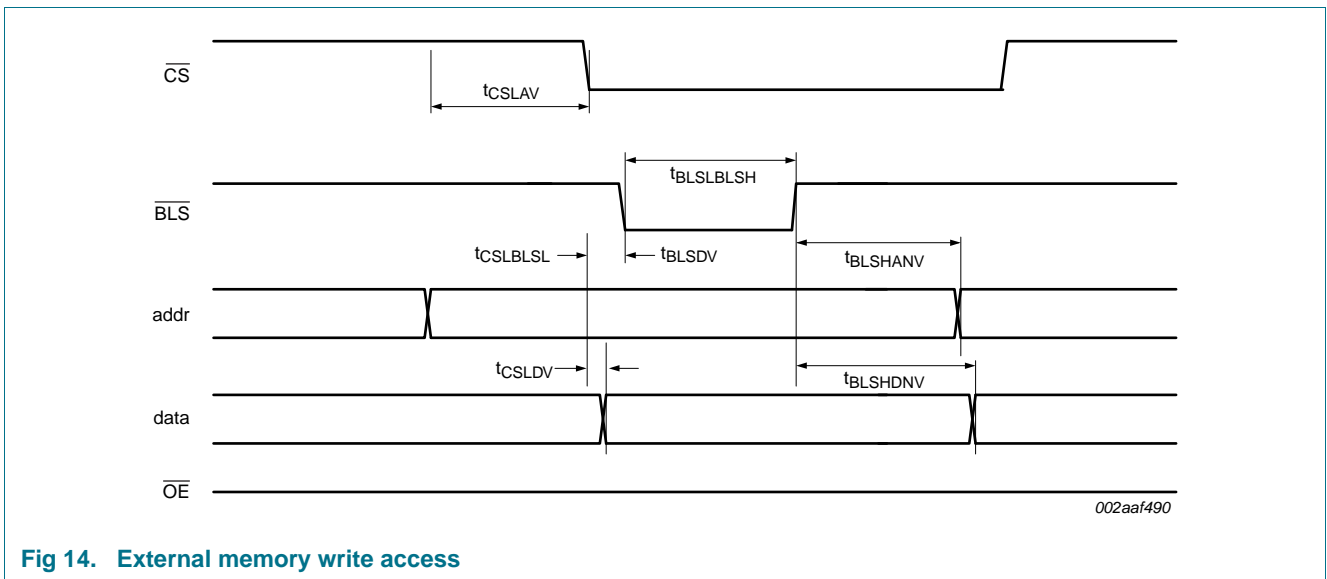 CS
tCSLAV
tBLSLBLSH
BLS
tCSLBLSL
tBLSDV
tBLSHANV
addr
tCSLDV
tBLSHDNV
data
OE
002aaf490
Fig 14. External memory write access